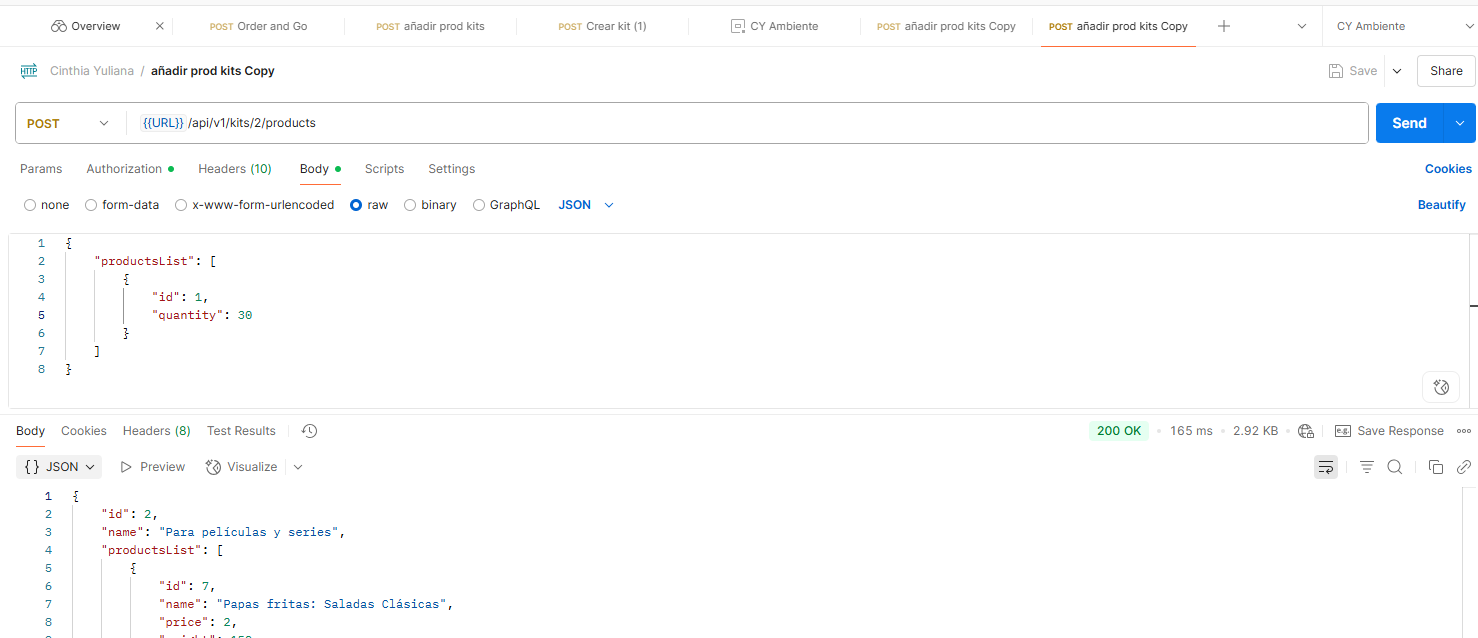 Overview
POST Order and Go
POST añadir prod kits
POST Crear kit (1)
CY Ambiente
POST añadir prod kits Copy
POST añadir prod kits Copy
CY Ambiente
HTTP Cinthia Yuliana / añadir prod kits Copy
Save
Share
POST
{{URL}} /api/v1/kits/2/products
Send
Params Authorization Headers (10) Body Scripts Settings
Cookies
none form-data x-www-form-urlencoded raw binary GraphQL JSON
Beautify
1 {
2 "productsList": [
3 {
4 "id": 1,
5 "quantity": 30
6 }
7 ]
8 }
Body Cookies Headers (8) Test Results
200 OK • 165 ms • 2.92 KB
e.g. Save Response
{} JSON Preview Visualize
1 {
2 "id": 2,
3 "name": "Para películas y series",
4 "productsList": [
5 {
6 "id": 7,
7 "name": "Papas fritas: Saladas Clásicas",
8 "price": 2,